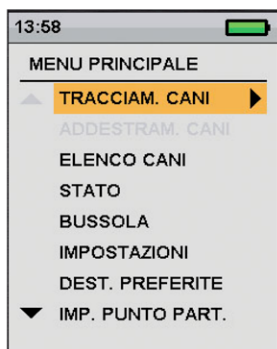 13:58
MENU PRINCIPALE
TRACCIAM. CANI
ADDESTRAM. CANI
ELENCO CANI
STATO
BUSSOLA
IMPOSTAZIONI
DEST. PREFERITE
IMP. PUNTO PART.